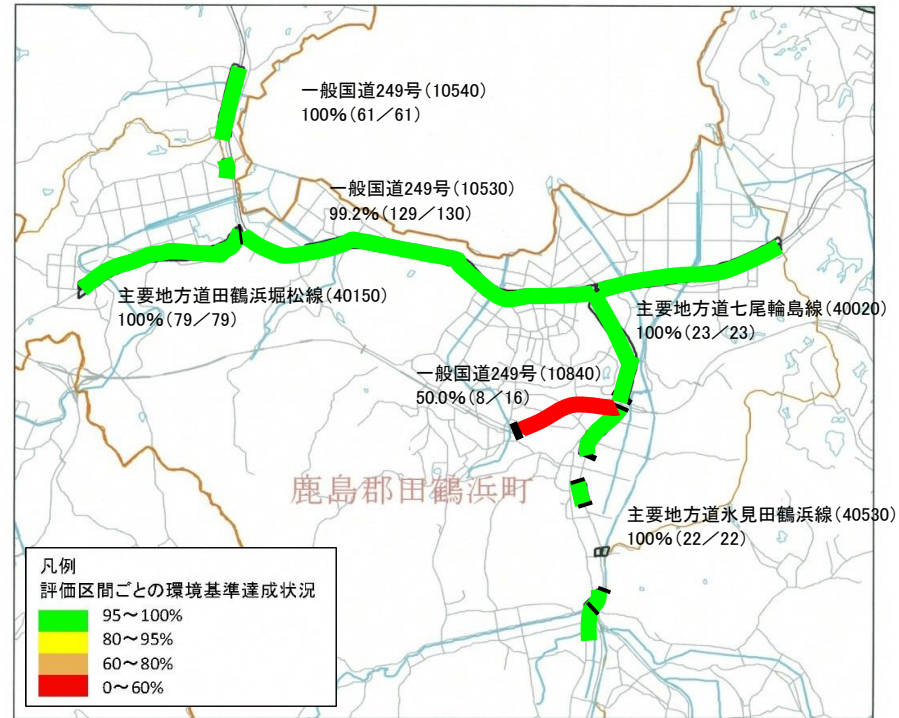 一般国道249号(10540)
100%(61／61)
一般国道249号(10530)
99.2%(129／130)
主要地方道田鶴浜堀松線(40150)
100%(79／79)
主要地方道七尾輪島線(40020)
100%(23／23)
一般国道249号(10840)
50.0%(8／16)
鹿島郡田鶴浜町
主要地方道氷見田鶴浜線(40530)
100%(22／22)
凡例
評価区間ごとの環境基準達成状況
95～100%
80～95%
60～80%
0～60%